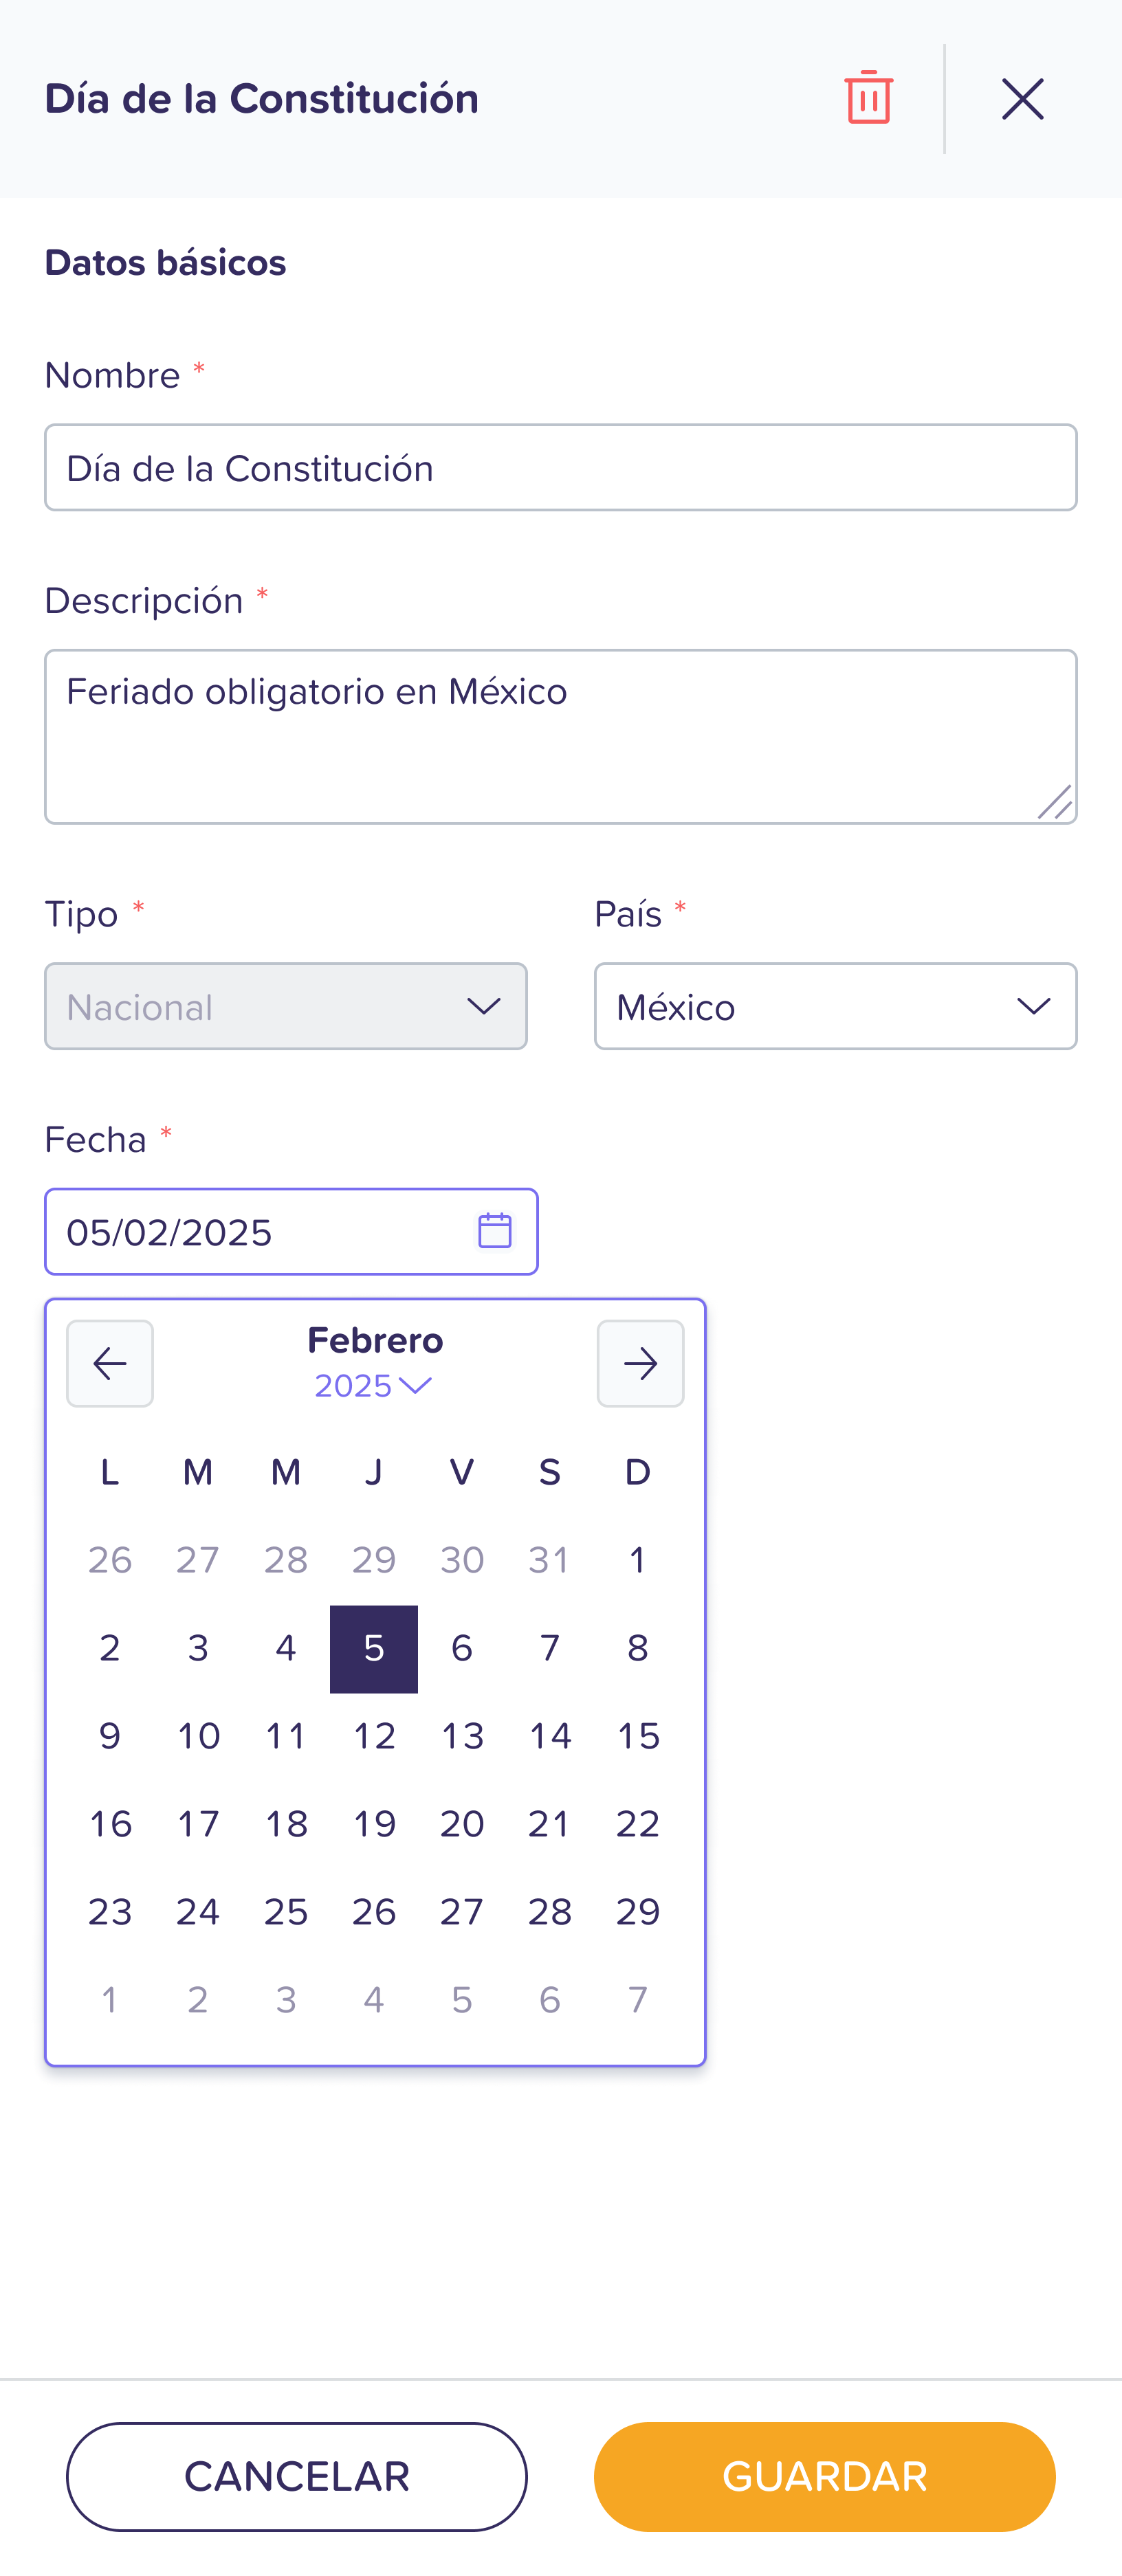 Día de la Constitución
Datos básicos
Nombre *
Día de la Constitución
Descripción *
Feriado obligatorio en México
Tipo * País *
Nacional México
Fecha *
05/02/2025
Febrero
2025
L M M J V S D
26 27 28 29 30 31 1
2 3 4 5 6 7 8
9 10 11 12 13 14 15
16 17 18 19 20 21 22
23 24 25 26 27 28 29
1 2 3 4 5 6 7
CANCELAR GUARDAR